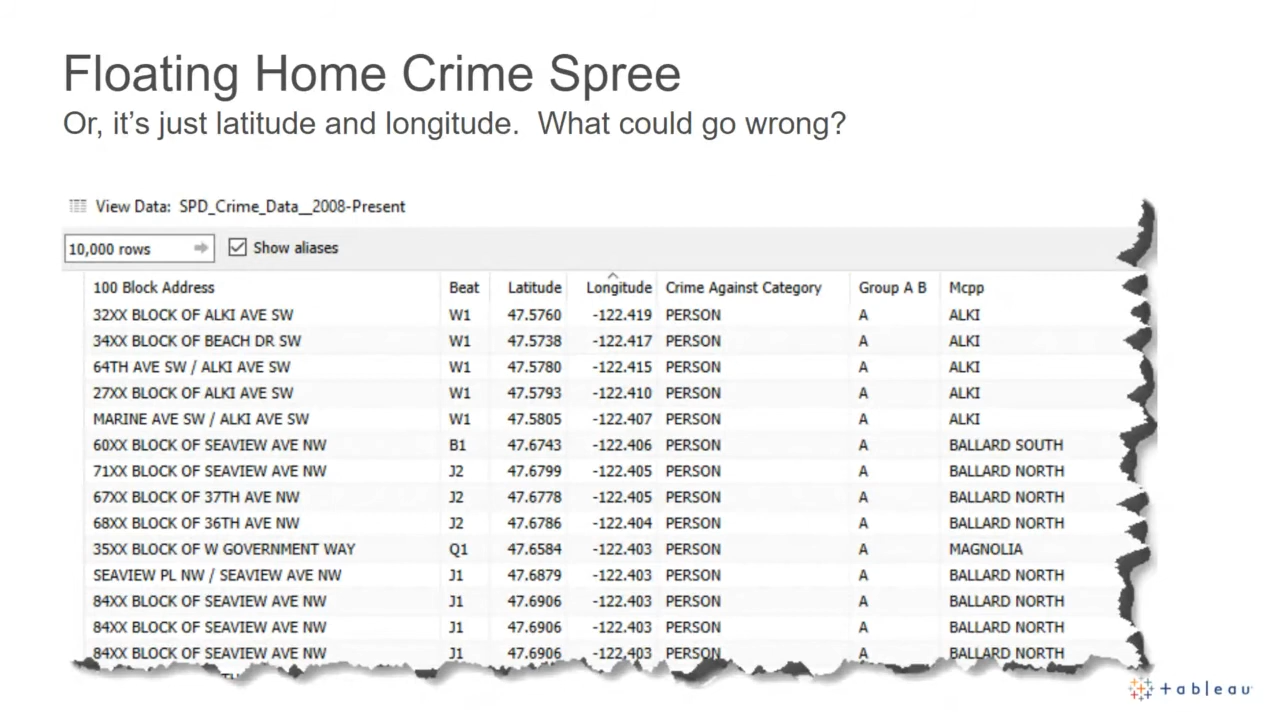 Floating Home Crime Spree
Or, it's just latitude and longitude.  What could go wrong?
View Data:  SPD_Crime_Data__2008-Present
10,000 rows Show aliases
100 Block Address Beat Latitude Longitude Crime Against Category Group A B Mcpp
32XX BLOCK OF ALKI AVE SW W1 47.5760 -122.419 PERSON A ALKI
34XX BLOCK OF BEACH DR SW W1 47.5738 -122.417 PERSON A ALKI
64TH AVE SW / ALKI AVE SW W1 47.5780 -122.415 PERSON A ALKI
27XX BLOCK OF ALKI AVE SW W1 47.5793 -122.410 PERSON A ALKI
MARINE AVE SW / ALKI AVE SW W1 47.5805 -122.407 PERSON A ALKI
60XX BLOCK OF SEAVIEW AVE NW B1 47.6743 -122.406 PERSON A BALLARD SOUTH
71XX BLOCK OF SEAVIEW AVE NW J2 47.6799 -122.405 PERSON A BALLARD NORTH
67XX BLOCK OF 37TH AVE NW J2 47.6778 -122.405 PERSON A BALLARD NORTH
68XX BLOCK OF 36TH AVE NW J2 47.6786 -122.404 PERSON A BALLARD NORTH
35XX BLOCK OF W GOVERNMENT WAY Q1 47.6584 -122.403 PERSON A MAGNOLIA
SEAVIEW PL NW / SEAVIEW AVE NW J1 47.6879 -122.403 PERSON A BALLARD NORTH
84XX BLOCK OF SEAVIEW AVE NW J1 47.6906 -122.403 PERSON A BALLARD NORTH
84XX BLOCK OF SEAVIEW AVE NW J1 47.6906 -122.403 PERSON A BALLARD NORTH
84XX BLOCK OF SEAVIEW AVE NW J1 47.6906 -122.403 PERSON A BALLARD NORTH
tableau